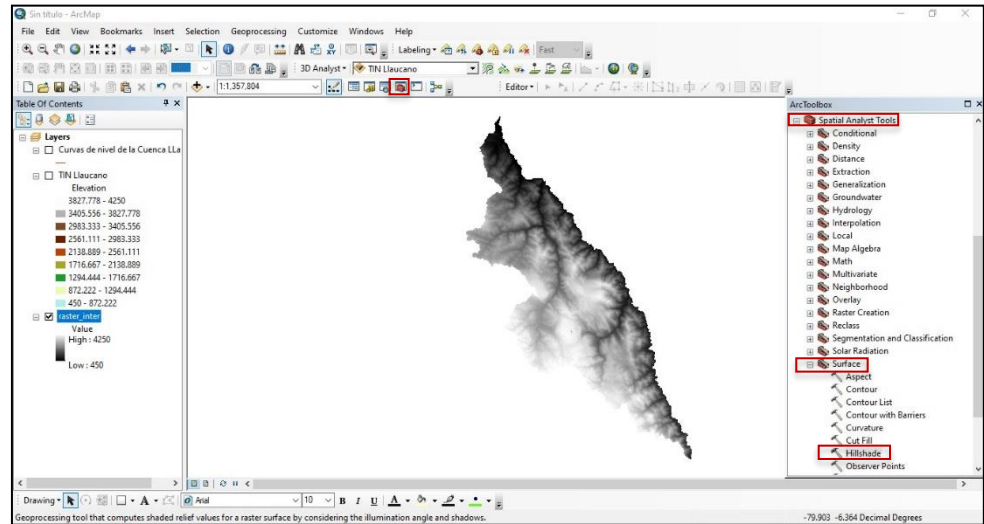 Sin título - ArcMap
File Edit View Bookmarks Insert Selection Geoprocessing Customize Windows Help
Labeling Fast
3D Analyst TIN Llaucano
1:1,357,804 Editor
Table Of Contents
Layers
Curvas de nivel de la Cuenca LLa
TIN Llaucano
Elevation
3827.778 - 4250
3405.556 - 3827.778
2983.333 - 3405.556
2561.111 - 2983.333
2138.889 - 2561.111
1716.667 - 2138.889
1294.444 - 1716.667
872.222 - 1294.444
450 - 872.222
raster_inter
Value
High : 4250
Low : 450
ArcToolbox
Spatial Analyst Tools
Conditional
Density
Distance
Extraction
Generalization
Groundwater
Hydrology
Interpolation
Local
Map Algebra
Math
Multivariate
Neighborhood
Overlay
Raster Creation
Reclass
Segmentation and Classification
Solar Radiation
Surface
Aspect
Contour
Contour List
Contour with Barriers
Curvature
Cut Fill
Hillshade
Observer Points
Drawing A Arial 10 B I U A
Geoprocessing tool that computes shaded relief values for a raster surface by considering the illumination angle and shadows. -79.903 -6.364 Decimal Degrees